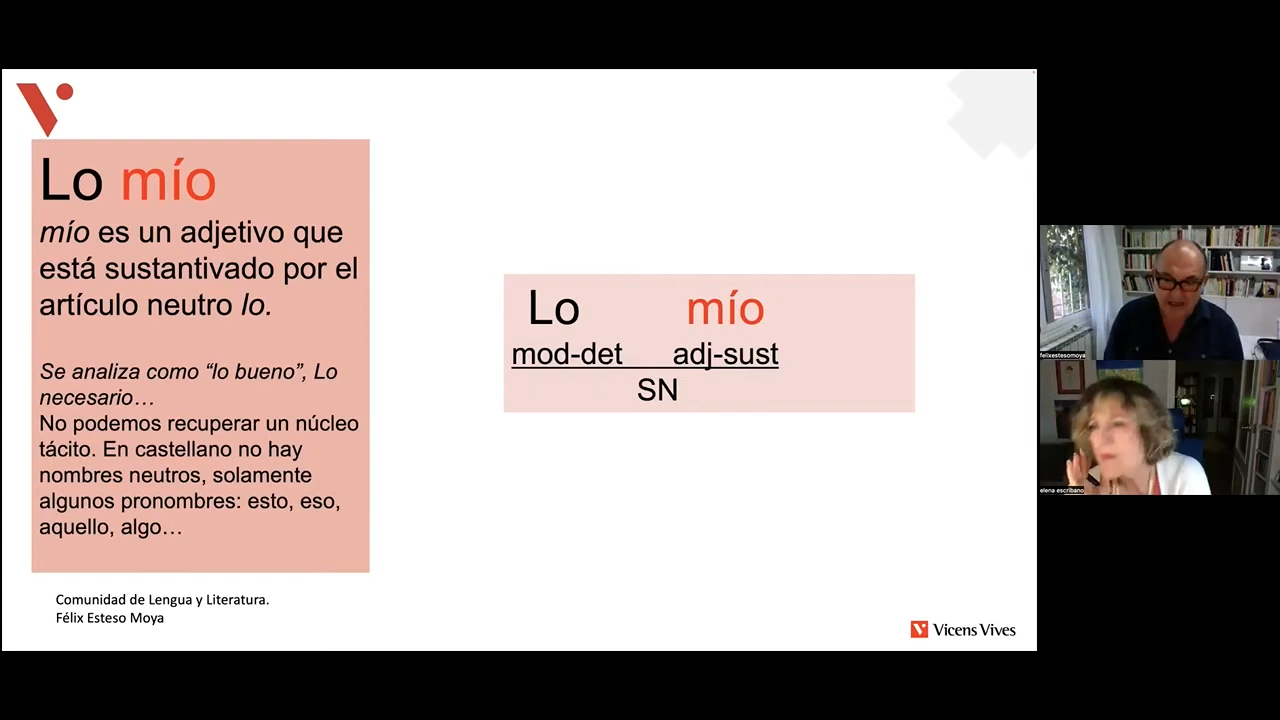 Lo mío
mío es un adjetivo que
está sustantivado por el
artículo neutro lo.
Se analiza como “lo bueno”, Lo
necesario…
No podemos recuperar un núcleo
tácito. En castellano no hay
nombres neutros, solamente
algunos pronombres: esto, eso,
aquello, algo…
Lo mío
mod-det adj-sust
SN
Comunidad de Lengua y Literatura.
Félix Esteso Moya
Vicens Vives
felixestesomoya
elena escribano